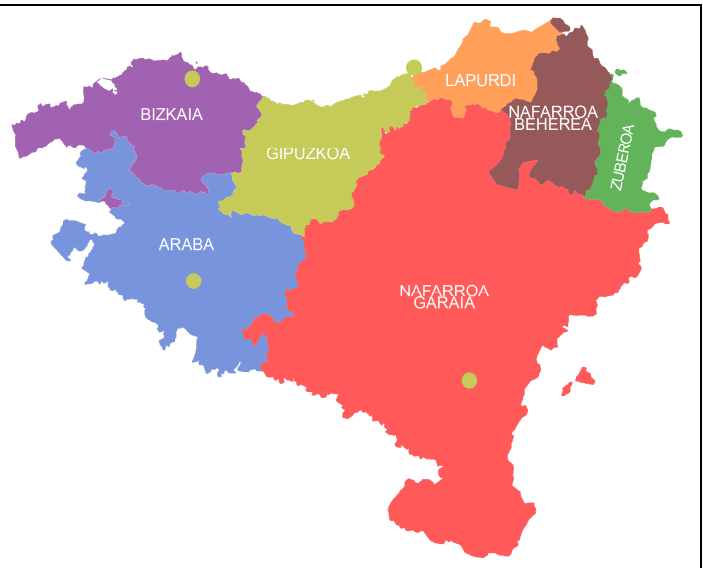 LAPURDI
BIZKAIA
NAFARROA
BEHEREA
GIPUZKOA
ZUBEROA
ARABA
NAFARROA
GARAIA